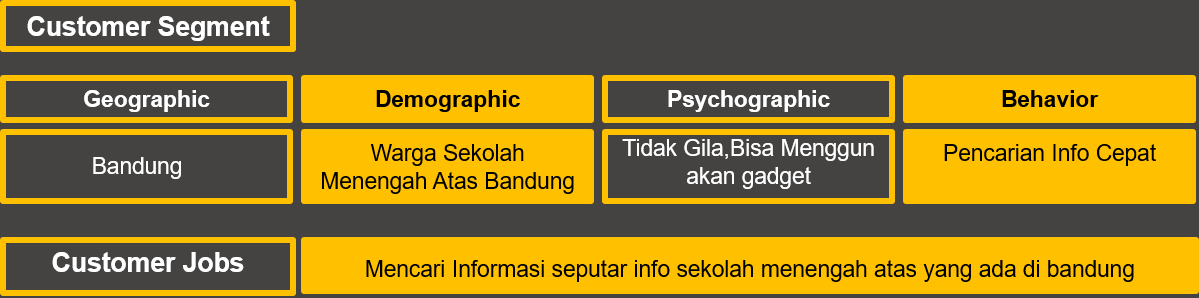 Customer Segment
Geographic
Demographic
Psychographic
Behavior
Bandung
Warga Sekolah
Menengah Atas Bandung
Tidak Gila,Bisa Menggun
akan gadget
Pencarian Info Cepat
Customer Jobs
Mencari Informasi seputar info sekolah menengah atas yang ada di bandung